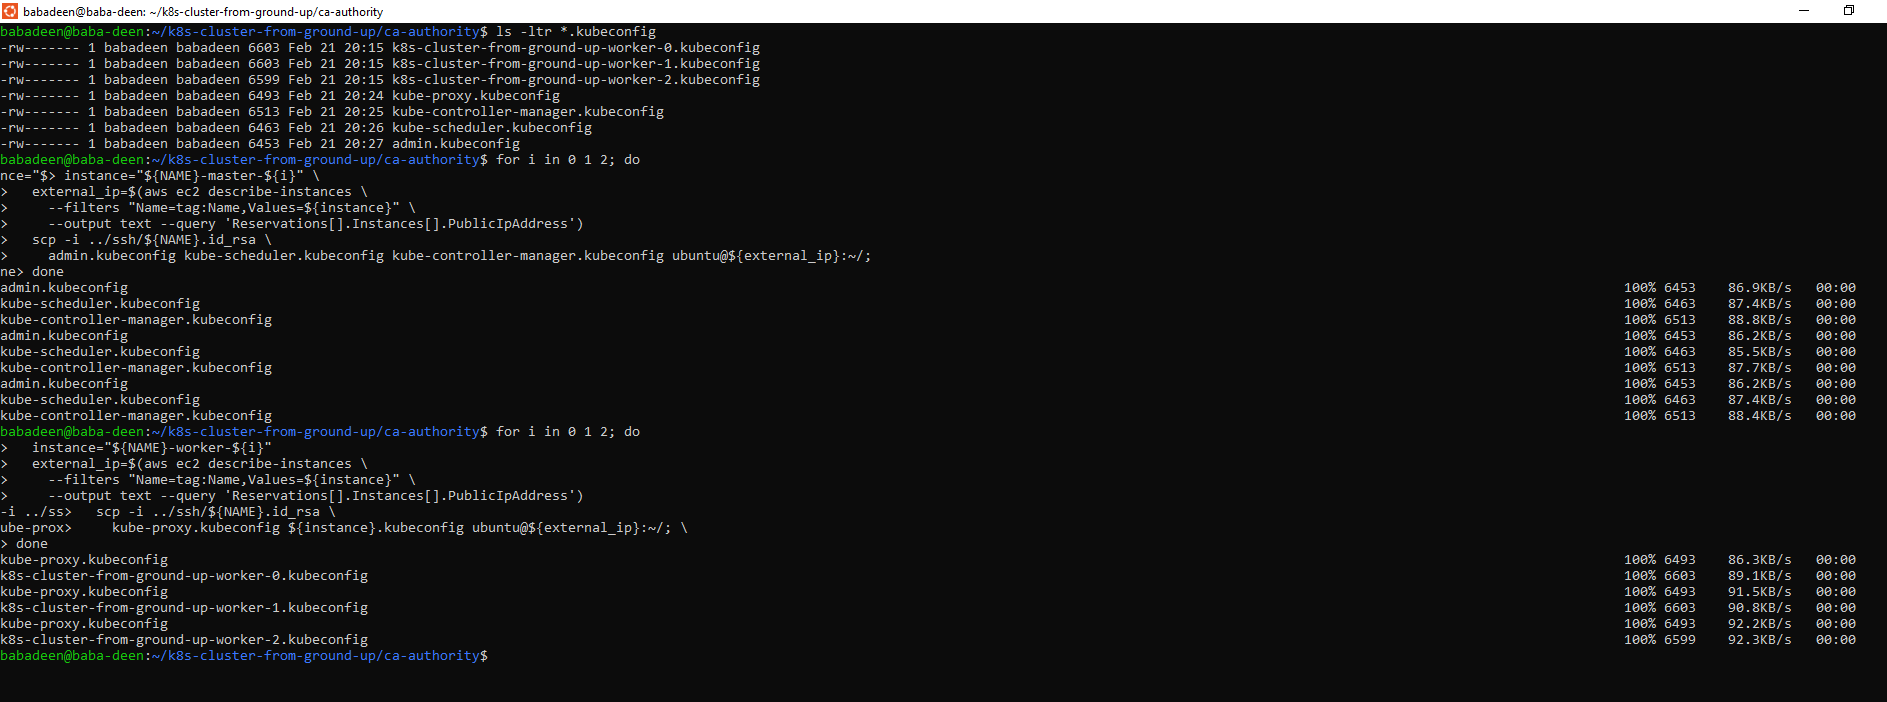 babadeen@baba-deen: ~/k8s-cluster-from-ground-up/ca-authority
babadeen@baba-deen:~/k8s-cluster-from-ground-up/ca-authority$ ls -ltr *.kubeconfig
-rw------- 1 babadeen babadeen 6603 Feb 21 20:15 k8s-cluster-from-ground-up-worker-0.kubeconfig
-rw------- 1 babadeen babadeen 6603 Feb 21 20:15 k8s-cluster-from-ground-up-worker-1.kubeconfig
-rw------- 1 babadeen babadeen 6599 Feb 21 20:15 k8s-cluster-from-ground-up-worker-2.kubeconfig
-rw------- 1 babadeen babadeen 6493 Feb 21 20:24 kube-proxy.kubeconfig
-rw------- 1 babadeen babadeen 6513 Feb 21 20:25 kube-controller-manager.kubeconfig
-rw------- 1 babadeen babadeen 6463 Feb 21 20:26 kube-scheduler.kubeconfig
-rw------- 1 babadeen babadeen 6453 Feb 21 20:27 admin.kubeconfig
babadeen@baba-deen:~/k8s-cluster-from-ground-up/ca-authority$ for i in 0 1 2; do
nce="$> instance="${NAME}-master-${i}" \
>   external_ip=$(aws ec2 describe-instances \
>     --filters "Name=tag:Name,Values=${instance}" \
>     --output text --query 'Reservations[].Instances[].PublicIpAddress')
>   scp -i ../ssh/${NAME}.id_rsa \
>     admin.kubeconfig kube-scheduler.kubeconfig kube-controller-manager.kubeconfig ubuntu@${external_ip}:~/;
ne> done
admin.kubeconfig 100% 6453 86.9KB/s 00:00
kube-scheduler.kubeconfig 100% 6463 87.4KB/s 00:00
kube-controller-manager.kubeconfig 100% 6513 88.8KB/s 00:00
admin.kubeconfig 100% 6453 86.2KB/s 00:00
kube-scheduler.kubeconfig 100% 6463 85.5KB/s 00:00
kube-controller-manager.kubeconfig 100% 6513 87.7KB/s 00:00
admin.kubeconfig 100% 6453 86.2KB/s 00:00
kube-scheduler.kubeconfig 100% 6463 87.4KB/s 00:00
kube-controller-manager.kubeconfig 100% 6513 88.4KB/s 00:00
babadeen@baba-deen:~/k8s-cluster-from-ground-up/ca-authority$ for i in 0 1 2; do
>   instance="${NAME}-worker-${i}"
>   external_ip=$(aws ec2 describe-instances \
>     --filters "Name=tag:Name,Values=${instance}" \
>     --output text --query 'Reservations[].Instances[].PublicIpAddress')
-i ../ss>   scp -i ../ssh/${NAME}.id_rsa \
ube-prox>     kube-proxy.kubeconfig ${instance}.kubeconfig ubuntu@${external_ip}:~/; \
> done
kube-proxy.kubeconfig 100% 6493 86.3KB/s 00:00
k8s-cluster-from-ground-up-worker-0.kubeconfig 100% 6603 89.1KB/s 00:00
kube-proxy.kubeconfig 100% 6493 91.5KB/s 00:00
k8s-cluster-from-ground-up-worker-1.kubeconfig 100% 6603 90.8KB/s 00:00
kube-proxy.kubeconfig 100% 6493 92.2KB/s 00:00
k8s-cluster-from-ground-up-worker-2.kubeconfig 100% 6599 92.3KB/s 00:00
babadeen@baba-deen:~/k8s-cluster-from-ground-up/ca-authority$